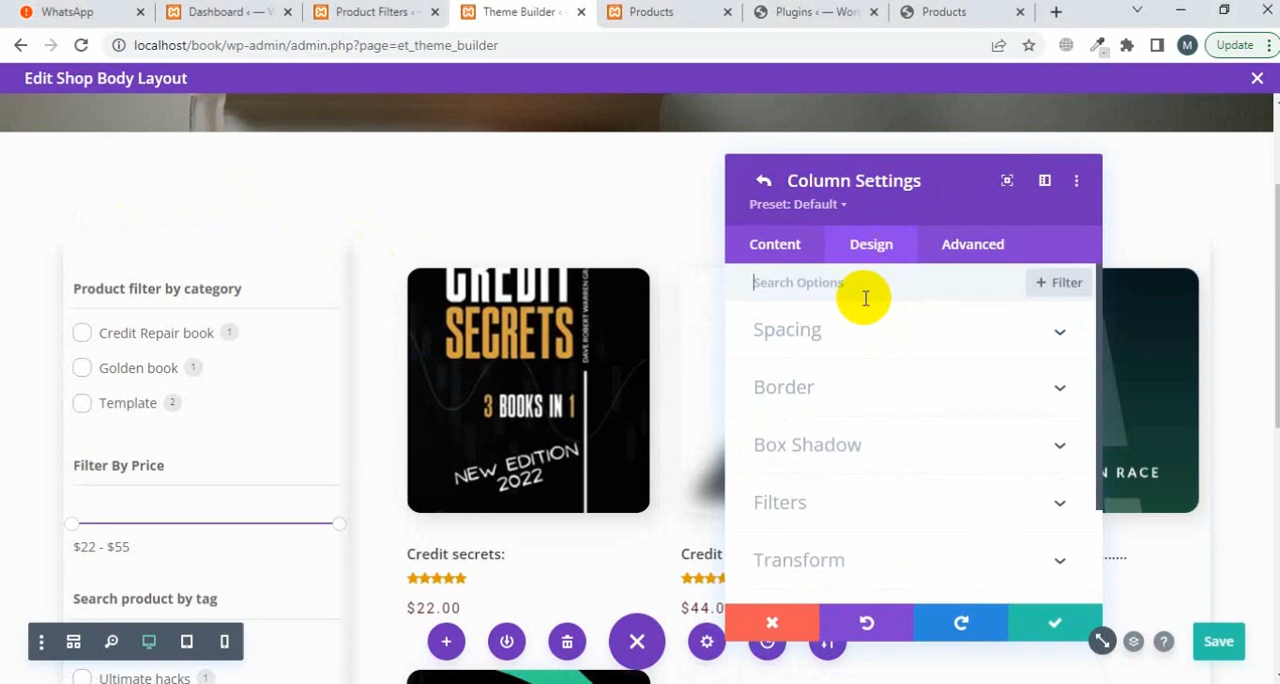 WhatsApp
Dashboard ‹ — W
Product Filters ‹ —
Theme Builder ‹ —
Products
Plugins ‹ — Wor
Products
localhost/book/wp-admin/admin.php?page=et_theme_builder
M
Update
Edit Shop Body Layout
Column Settings
Preset: Default
Content
Design
Advanced
Search Options
+ Filter
Spacing
Border
Box Shadow
Filters
Transform
Product filter by category
Credit Repair book 1
Golden book 1
Template 2
Filter By Price
$22 - $55
Search product by tag
Ultimate hacks 1
CREDIT
SECRETS
DAVE ROBERT WARREN GR
3 BOOKS IN 1
NEW EDITION
2022
N RACE
Credit secrets:
$22.00
Credit
$44.0
......
?
Save